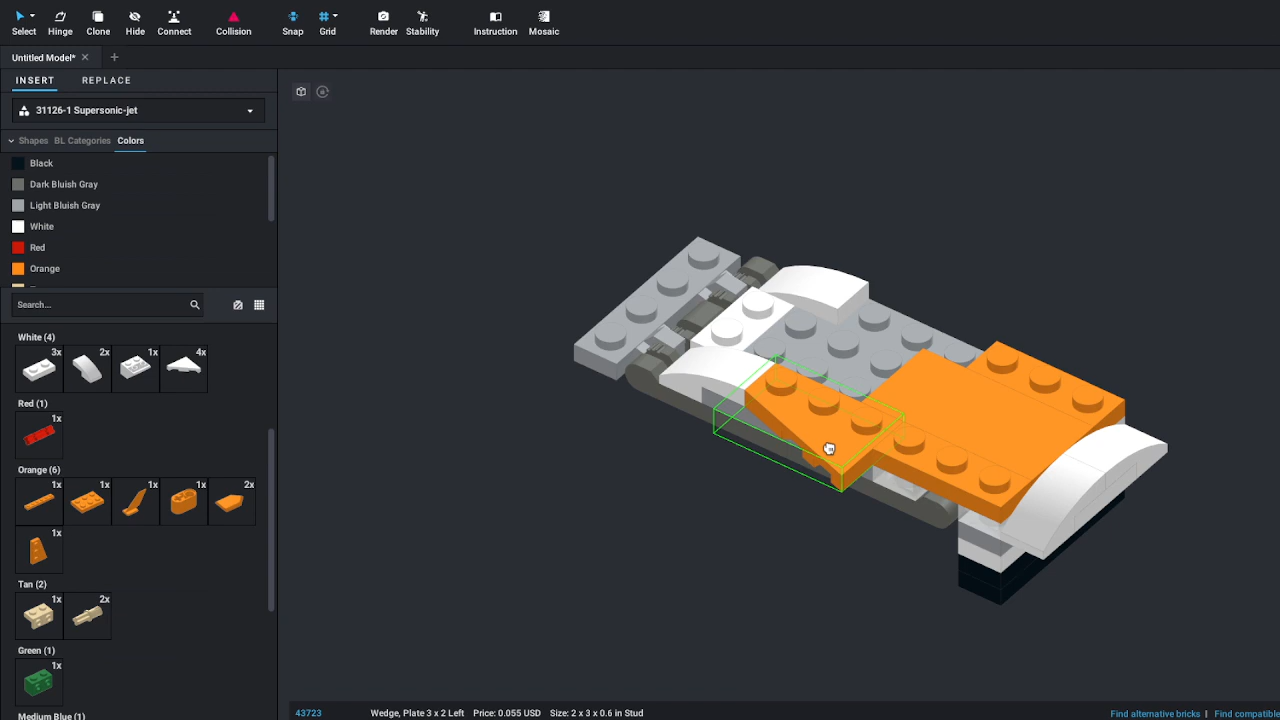 Select Hinge Clone Hide Connect Collision Snap Grid Render Stability Instruction Mosaic
Untitled Model*
INSERT REPLACE
31126-1 Supersonic-jet
Shapes BL Categories Colors
Black
Dark Bluish Gray
Light Bluish Gray
White
Red
Orange
Search...
White (4)
3x 2x 1x 4x
Red (1)
1x
Orange (6)
1x 1x 1x 1x 2x
1x
Tan (2)
1x 2x
Green (1)
1x
Medium Blue (1)
43723 Wedge, Plate 3 x 2 Left Price: 0.055 USD Size: 2 x 3 x 0.6 in Stud
Find alternative bricks | Find compatible